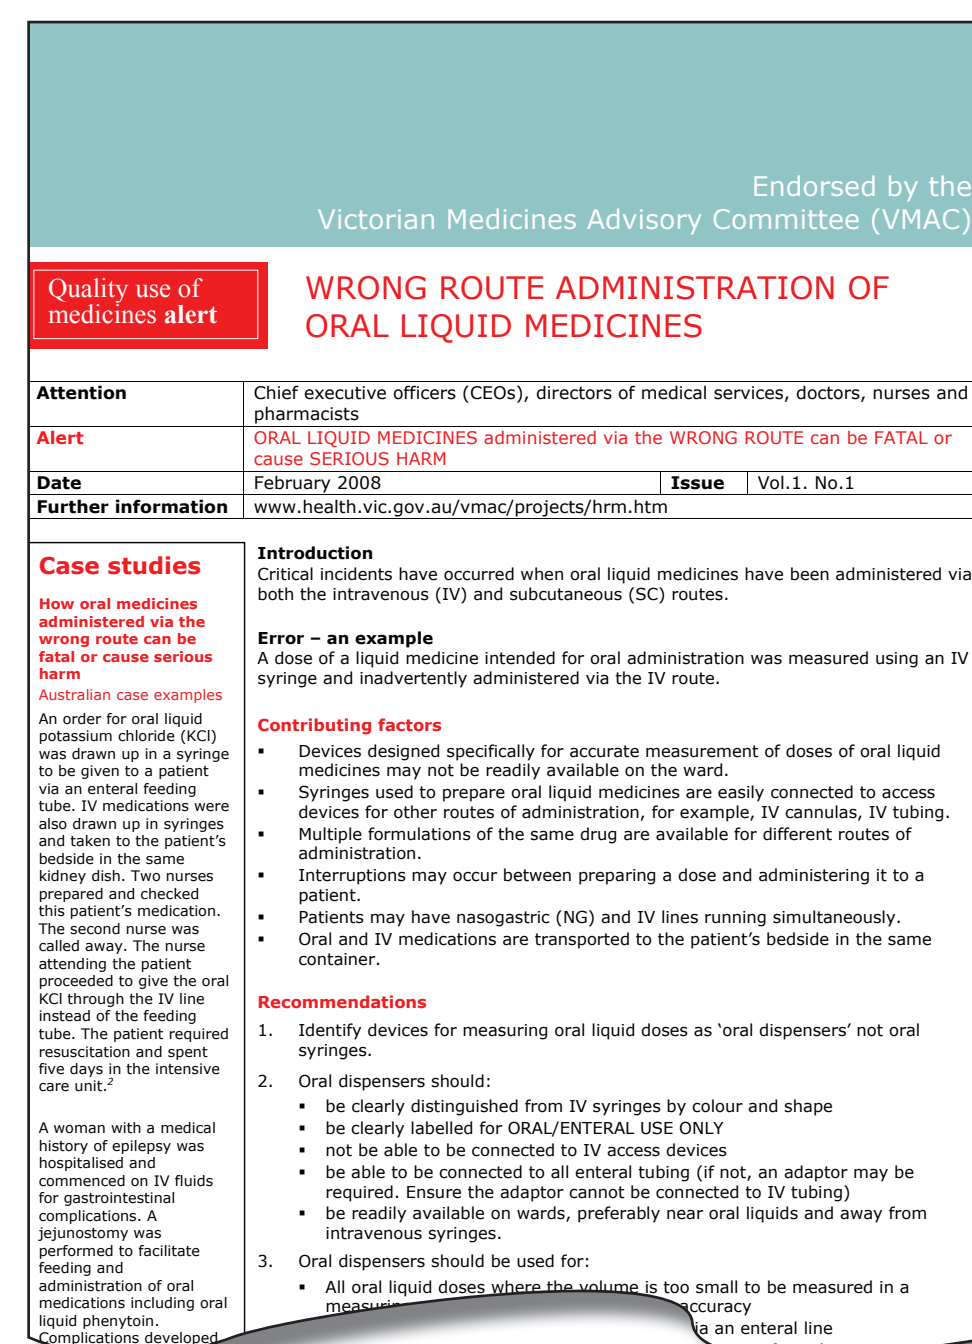 Endorsed by the
Victorian Medicines Advisory Committee (VMAC)
Quality use of
medicines alert
WRONG ROUTE ADMINISTRATION OF
ORAL LIQUID MEDICINES
Attention
Chief executive officers (CEOs), directors of medical services, doctors, nurses and
pharmacists
Alert
ORAL LIQUID MEDICINES administered via the WRONG ROUTE can be FATAL or
cause SERIOUS HARM
Date
February 2008
Issue
Vol.1. No.1
Further information
www.health.vic.gov.au/vmac/projects/hrm.htm
Case studies
How oral medicines
administered via the
wrong route can be
fatal or cause serious
harm
Australian case examples
An order for oral liquid
potassium chloride (KCl)
was drawn up in a syringe
to be given to a patient
via an enteral feeding
tube. IV medications were
also drawn up in syringes
and taken to the patient's
bedside in the same
kidney dish. Two nurses
prepared and checked
this patient's medication.
The second nurse was
called away. The nurse
attending the patient
proceeded to give the oral
KCl through the IV line
instead of the feeding
tube. The patient required
resuscitation and spent
five days in the intensive
care unit.2
A woman with a medical
history of epilepsy was
hospitalised and
commenced on IV fluids
for gastrointestinal
complications. A
jejunostomy was
performed to facilitate
feeding and
administration of oral
medications including oral
liquid phenytoin.
Complications developed
Introduction
Critical incidents have occurred when oral liquid medicines have been administered via
both the intravenous (IV) and subcutaneous (SC) routes.
Error – an example
A dose of a liquid medicine intended for oral administration was measured using an IV
syringe and inadvertently administered via the IV route.
Contributing factors
▪ Devices designed specifically for accurate measurement of doses of oral liquid
medicines may not be readily available on the ward.
▪ Syringes used to prepare oral liquid medicines are easily connected to access
devices for other routes of administration, for example, IV cannulas, IV tubing.
▪ Multiple formulations of the same drug are available for different routes of
administration.
▪ Interruptions may occur between preparing a dose and administering it to a
patient.
▪ Patients may have nasogastric (NG) and IV lines running simultaneously.
▪ Oral and IV medications are transported to the patient's bedside in the same
container.
Recommendations
1. Identify devices for measuring oral liquid doses as ‘oral dispensers’ not oral
syringes.
2. Oral dispensers should:
▪ be clearly distinguished from IV syringes by colour and shape
▪ be clearly labelled for ORAL/ENTERAL USE ONLY
▪ not be able to be connected to IV access devices
▪ be able to be connected to all enteral tubing (if not, an adaptor may be
required. Ensure the adaptor cannot be connected to IV tubing)
▪ be readily available on wards, preferably near oral liquids and away from
intravenous syringes.
3. Oral dispensers should be used for:
▪ All oral liquid doses where the volume is too small to be measured in a
accuracy
an enteral line